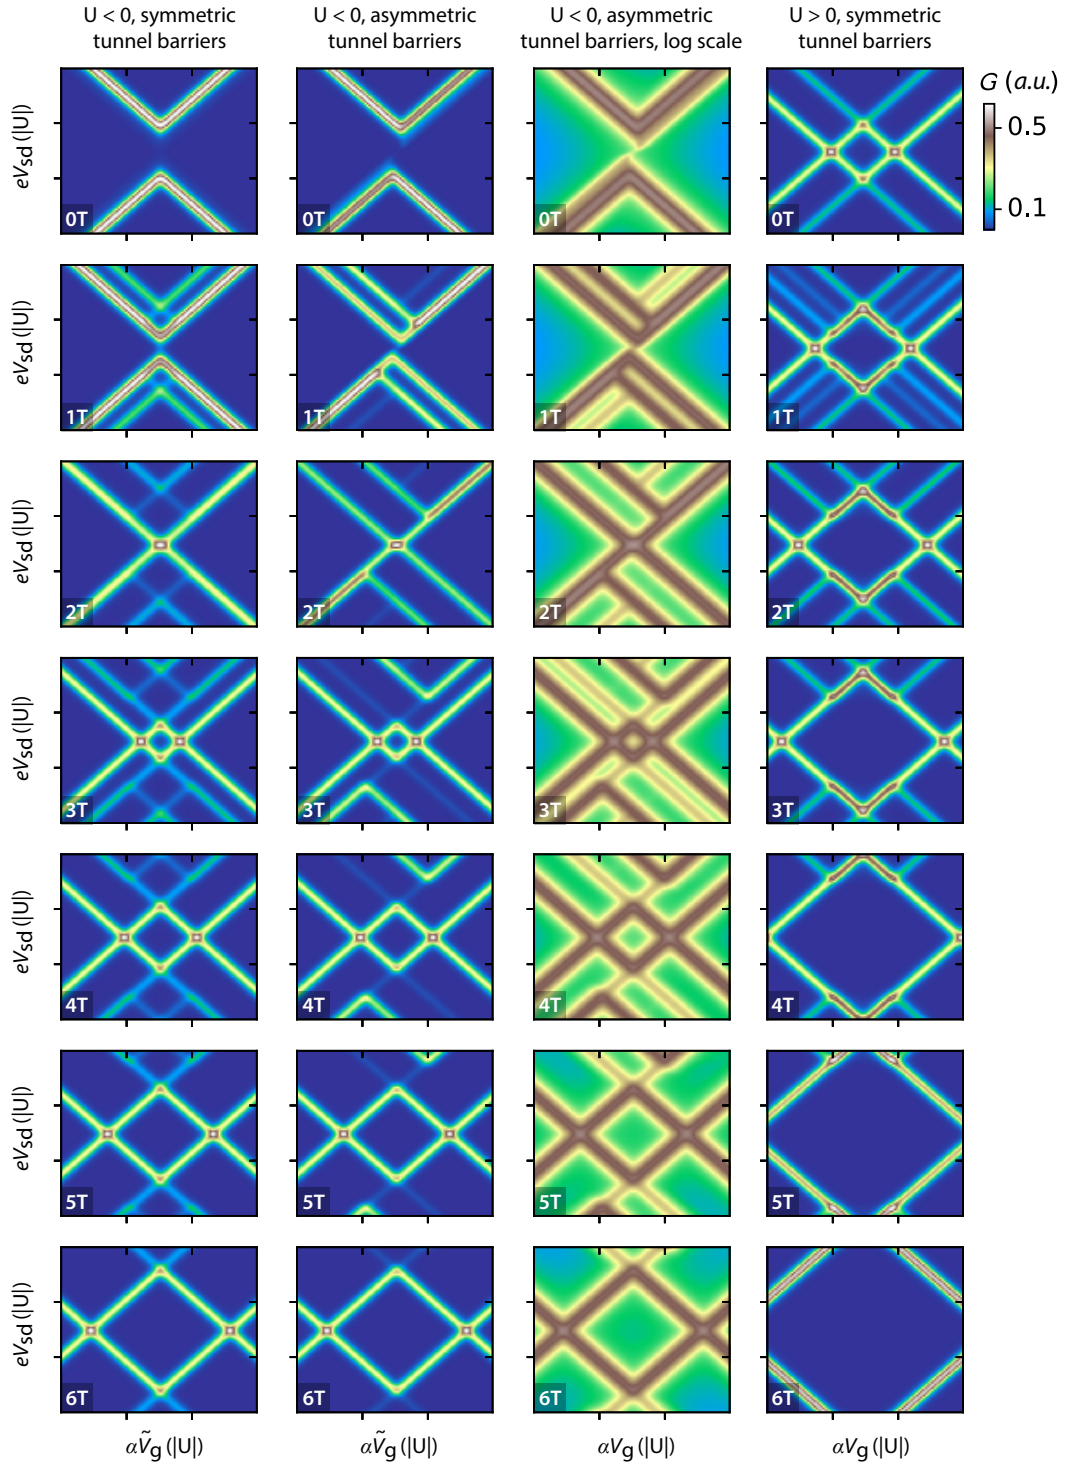 U < 0, symmetric
tunnel barriers
U < 0, asymmetric
tunnel barriers
U < 0, asymmetric
tunnel barriers, log scale
U > 0, symmetric
tunnel barriers
G (a.u.)
0.5
0.1
eVsd (|U|)
0T
0T
0T
0T
eVsd (|U|)
1T
1T
1T
1T
eVsd (|U|)
2T
2T
2T
2T
eVsd (|U|)
3T
3T
3T
3T
eVsd (|U|)
4T
4T
4T
4T
eVsd (|U|)
5T
5T
5T
5T
eVsd (|U|)
6T
6T
6T
6T
αṼg (|U|)
αṼg (|U|)
αVg (|U|)
αVg (|U|)